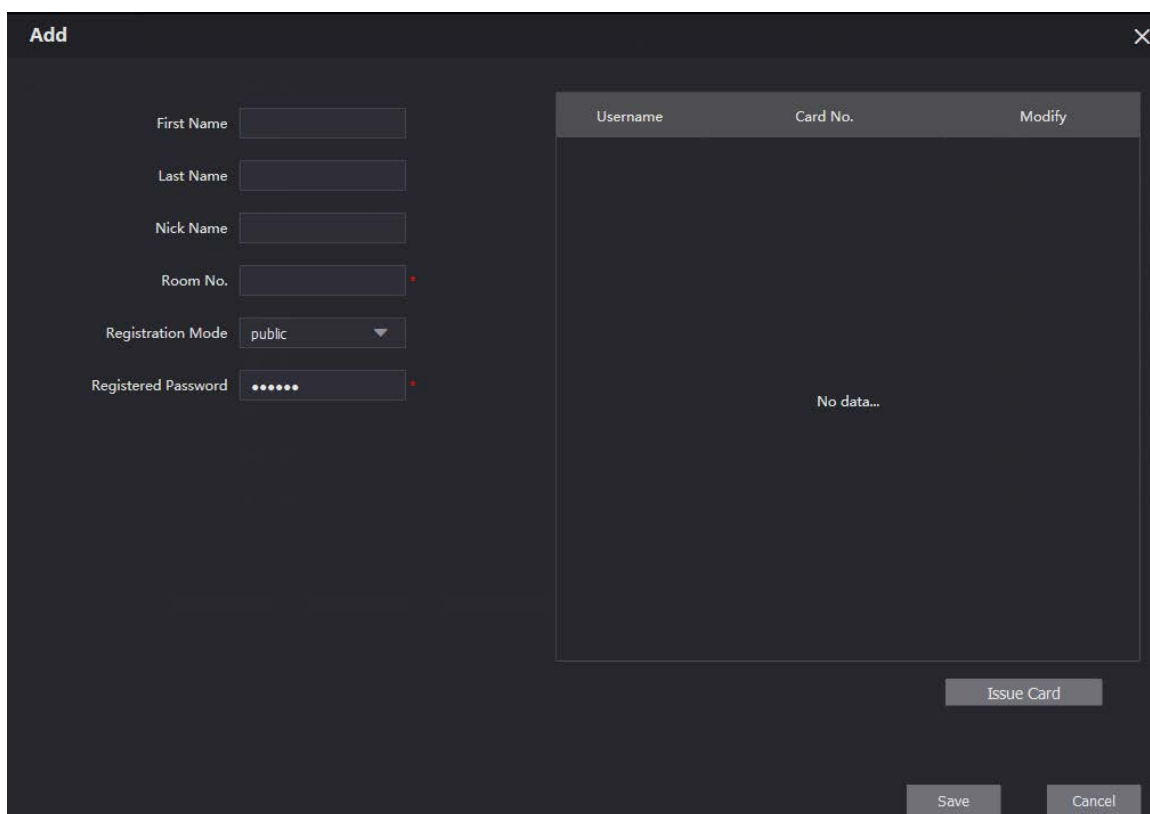 Add
First Name
Last Name
Nick Name
Room No. *
Registration Mode public
Registered Password •••••• *
Username Card No. Modify
No data...
Issue Card
Save Cancel